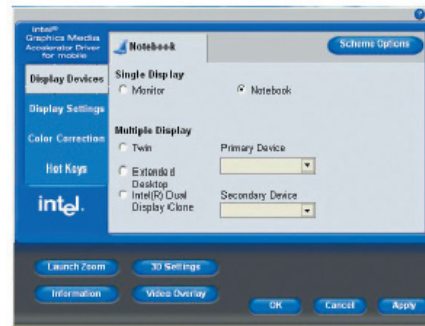 intel®
Graphics Media
Accelerator Driver
for mobile
Notebook
Scheme Options
Display Devices
Display Settings
Color Correction
Hot Keys
intel.
Single Display
Monitor
Notebook
Multiple Display
Twin
Primary Device
Extended
Desktop
Intel(R) Dual
Display Clone
Secondary Device
Launch Zoom
3D Settings
Information
Video Overlay
OK
Cancel
Apply